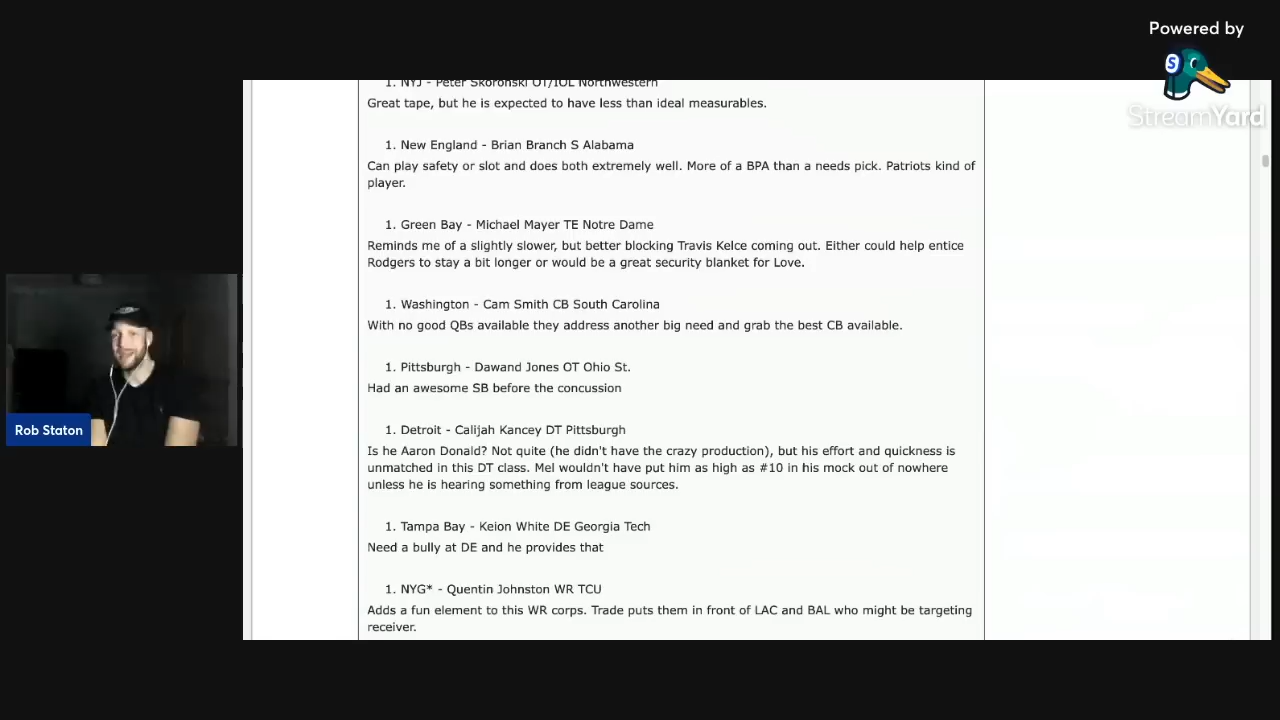 Powered by
S
StreamYard
1. NYJ - Peter Skoronski OT/IOL Northwestern
Great tape, but he is expected to have less than ideal measurables.
1. New England - Brian Branch S Alabama
Can play safety or slot and does both extremely well. More of a BPA than a needs pick. Patriots kind of
player.
1. Green Bay - Michael Mayer TE Notre Dame
Reminds me of a slightly slower, but better blocking Travis Kelce coming out. Either could help entice
Rodgers to stay a bit longer or would be a great security blanket for Love.
1. Washington - Cam Smith CB South Carolina
With no good QBs available they address another big need and grab the best CB available.
1. Pittsburgh - Dawand Jones OT Ohio St.
Had an awesome SB before the concussion
1. Detroit - Calijah Kancey DT Pittsburgh
Is he Aaron Donald? Not quite (he didn't have the crazy production), but his effort and quickness is
unmatched in this DT class. Mel wouldn't have put him as high as #10 in his mock out of nowhere
unless he is hearing something from league sources.
1. Tampa Bay - Keion White DE Georgia Tech
Need a bully at DE and he provides that
1. NYG* - Quentin Johnston WR TCU
Adds a fun element to this WR corps. Trade puts them in front of LAC and BAL who might be targeting
receiver.
Rob Staton